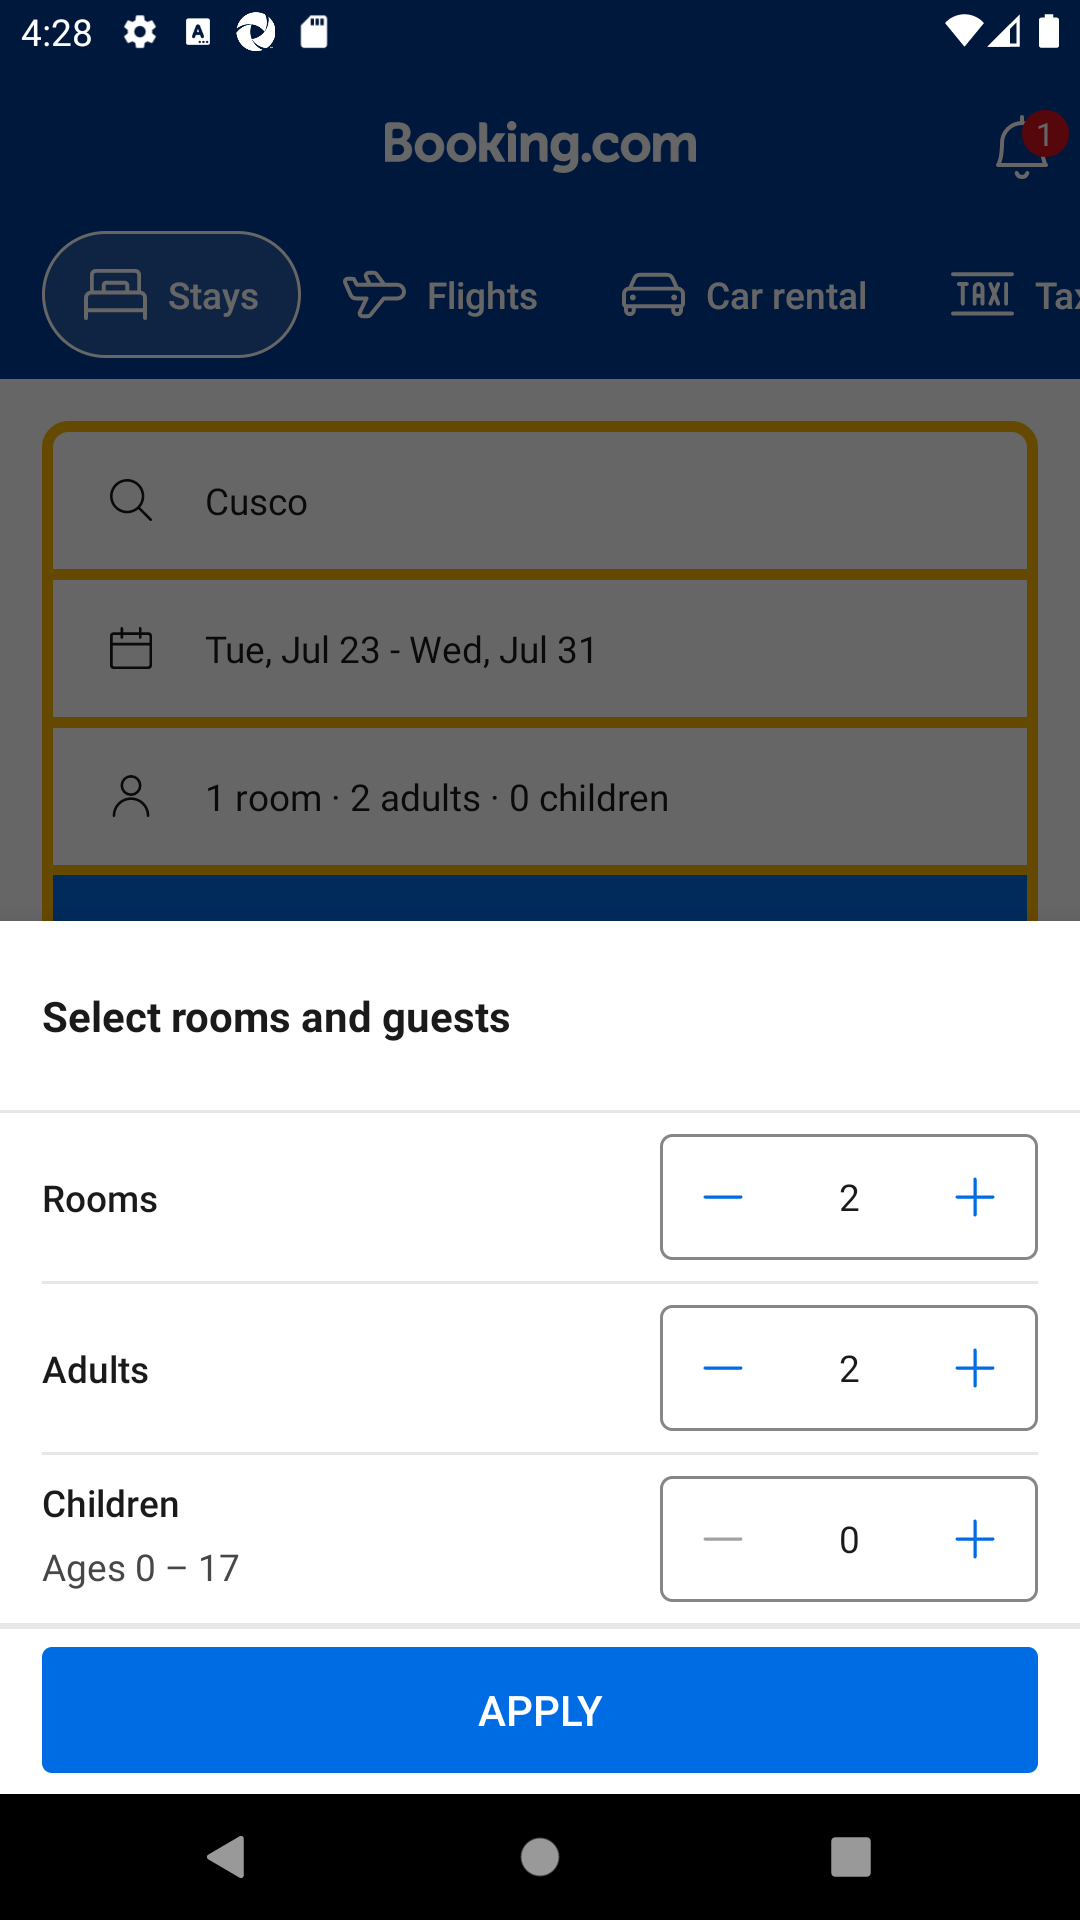 4:28
Booking.com
1
Stays
Flights
Car rental
TAXI
Tax
Cusco
Tue, Jul 23 - Wed, Jul 31
1 room · 2 adults · 0 children
Select rooms and guests
Rooms
2
Adults
2
Children
Ages 0 – 17
0
APPLY